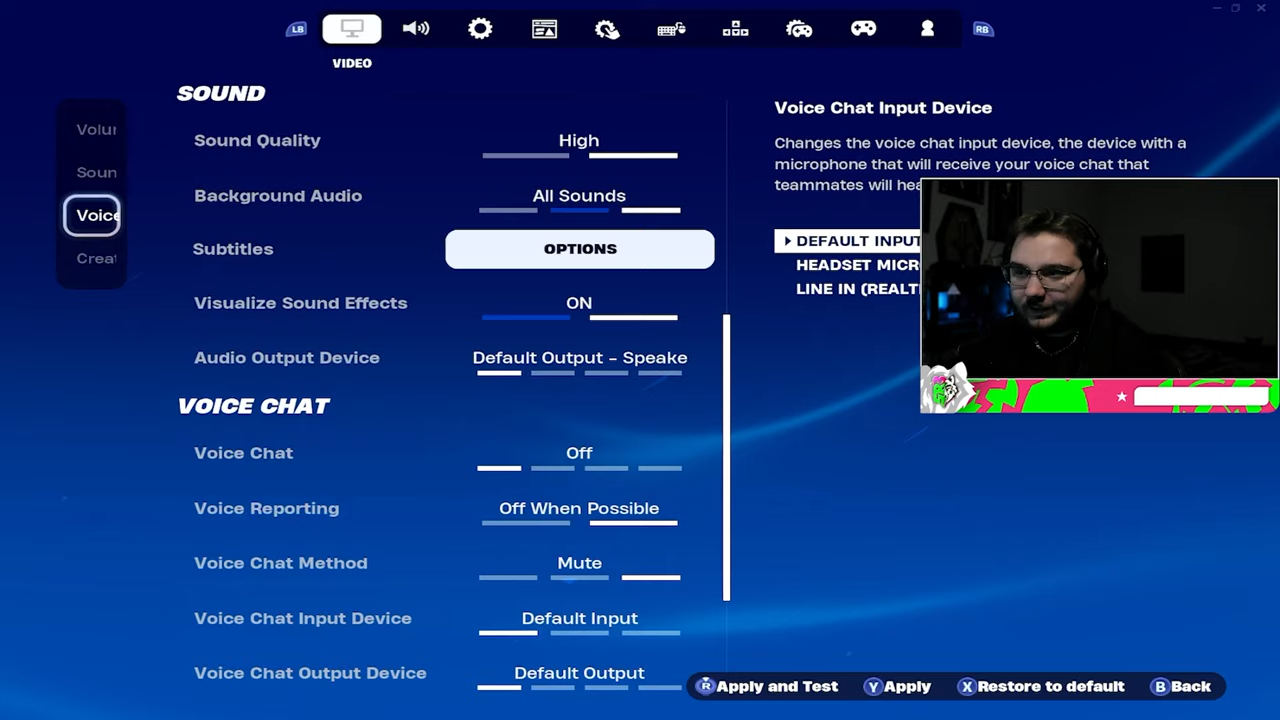 LB
RB
VIDEO
SOUND
Sound Quality
High
Background Audio
All Sounds
Subtitles
OPTIONS
Visualize Sound Effects
ON
Audio Output Device
Default Output - Speake
VOICE CHAT
Voice Chat
Off
Voice Reporting
Off When Possible
Voice Chat Method
Mute
Voice Chat Input Device
Default Input
Voice Chat Output Device
Default Output
Volur
Soun
Voice
Creat
Voice Chat Input Device
Changes the voice chat input device, the device with a
microphone that will receive your voice chat that
teammates will hea
DEFAULT INPUT
HEADSET MICR
LINE IN (REALT
R Apply and Test
Y Apply
X Restore to default
B Back